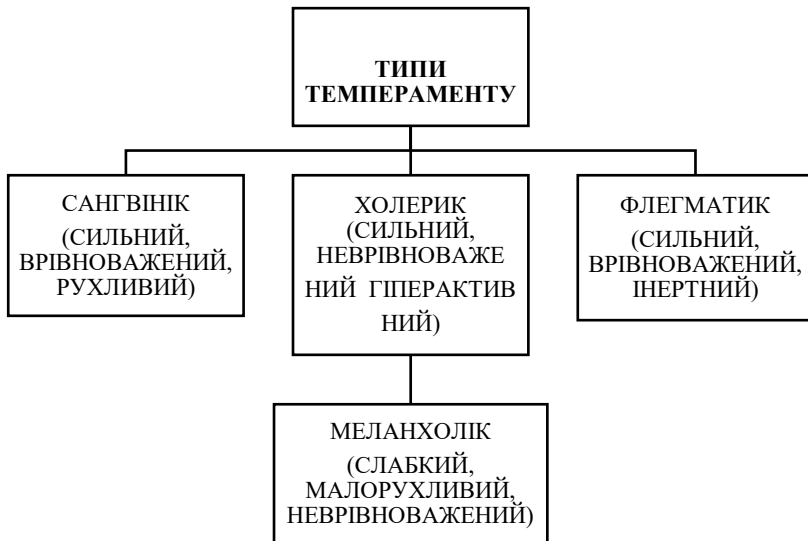 ТИПИ
ТЕМПЕРАМЕНТУ
САНГВІНІК
(СИЛЬНИЙ,
ВРІВНОВАЖЕНИЙ,
РУХЛИВИЙ)
ХОЛЕРИК
(СИЛЬНИЙ,
НЕВРІВНОВАЖЕ
НИЙ ГІПЕРАКТИВ
НИЙ)
ФЛЕГМАТИК
(СИЛЬНИЙ,
ВРІВНОВАЖЕНИЙ,
ІНЕРТНИЙ)
МЕЛАНХОЛІК
(СЛАБКИЙ,
МАЛОРУХЛИВИЙ,
НЕВРІВНОВАЖЕНИЙ)